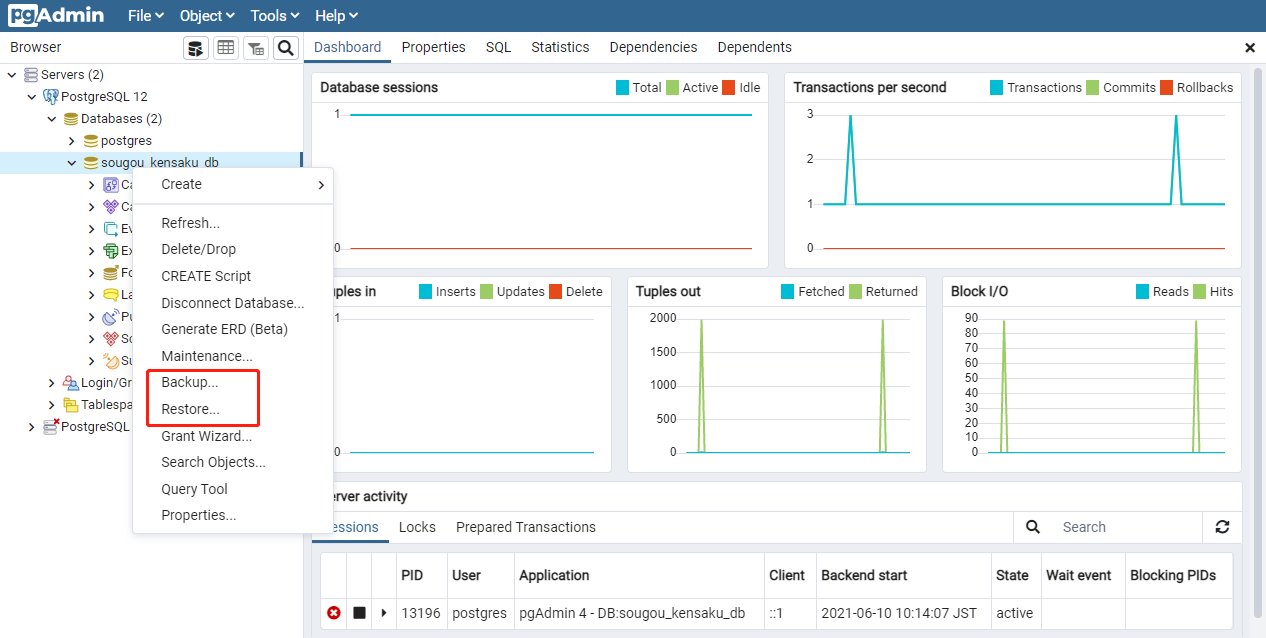 pgAdmin File Object Tools Help
Browser
Dashboard Properties SQL Statistics Dependencies Dependents
Servers (2)
PostgreSQL 12
Databases (2)
postgres
sougou_kensaku_db
Ca
Ca
Ev
Ex
Fo
La
Pu
Sc
Su
Login/Gr
Tablespa
PostgreSQL
Create
Refresh...
Delete/Drop
CREATE Script
Disconnect Database...
Generate ERD (Beta)
Maintenance...
Backup...
Restore...
Grant Wizard...
Search Objects...
Query Tool
Properties...
Database sessions Total Active Idle
1
0
Transactions per second Transactions Commits Rollbacks
3
2
1
0
uples in Inserts Updates Delete
1
0
Tuples out Fetched Returned
2000
1500
1000
500
0
Block I/O Reads Hits
90
80
70
60
50
40
30
20
10
0
erver activity
essions Locks Prepared Transactions Search
PID User Application Client Backend start State Wait event Blocking PIDs
13196 postgres pgAdmin 4 - DB:sougou_kensaku_db ::1 2021-06-10 10:14:07 JST active